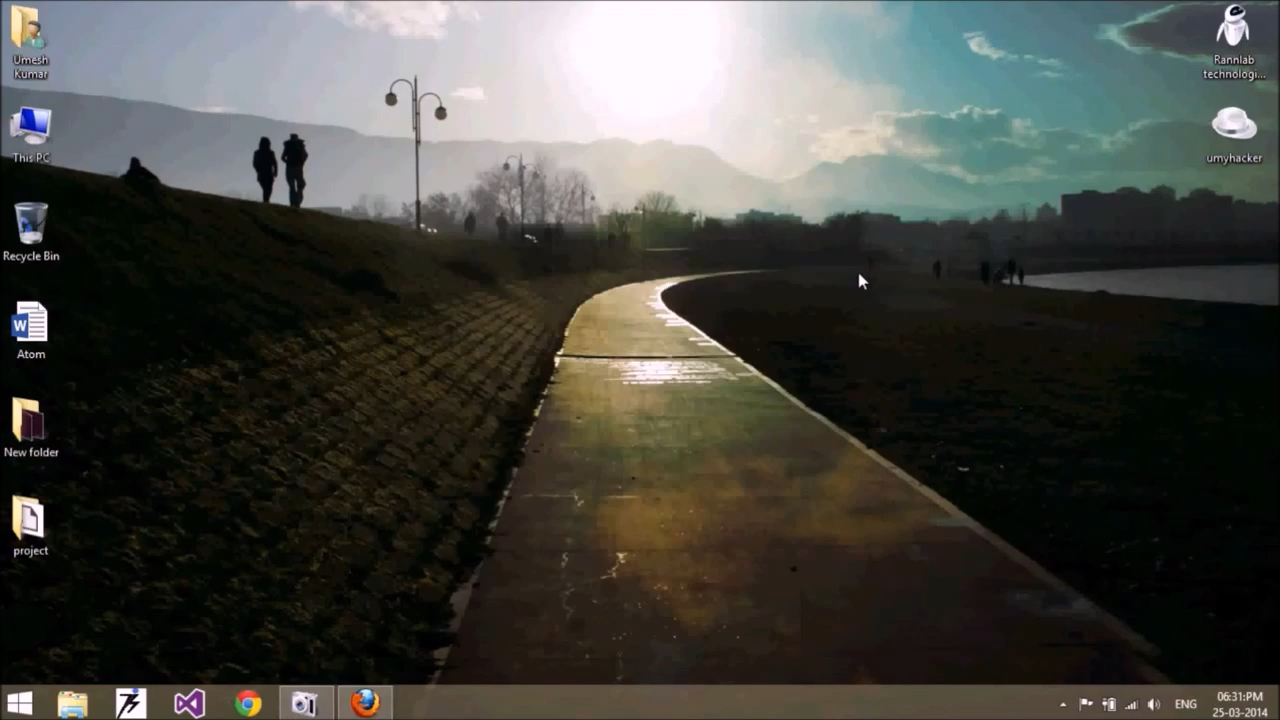 Umesh
Kumar
This PC
Recycle Bin
Atom
New folder
project
Rannlab
technologi...
umyhacker
W
ENG
06:31:PM
25-03-2014